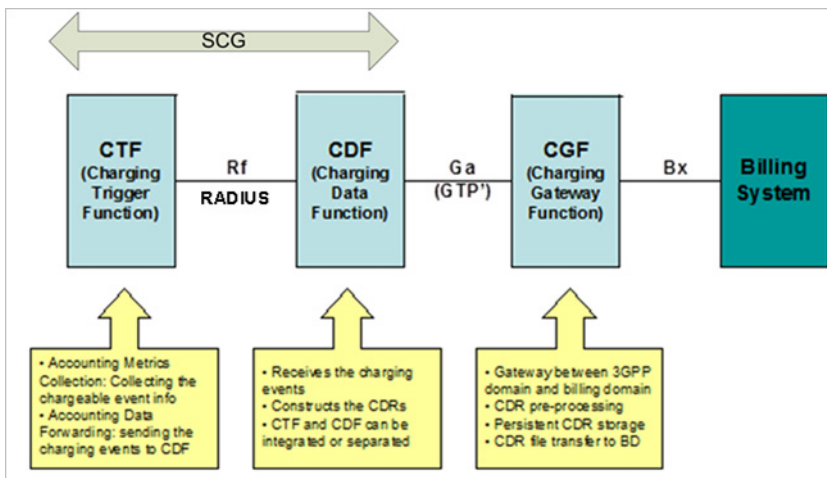 SCG
CTF
(Charging
Trigger
Function)
Rf
RADIUS
CDF
(Charging
Data
Function)
Ga
(GTP')
CGF
(Charging
Gateway
Function)
Bx
Billing
System
• Accounting Metrics
Collection: Collecting the
chargeable event info
• Accounting Data
Forwarding: sending the
charging events to CDF
• Receives the charging
events
• Constructs the CDRs
• CTF and CDF can be
integrated or separated
• Gateway between 3GPP
domain and billing domain
• CDR pre-processing
• Persistent CDR storage
• CDR file transfer to BD